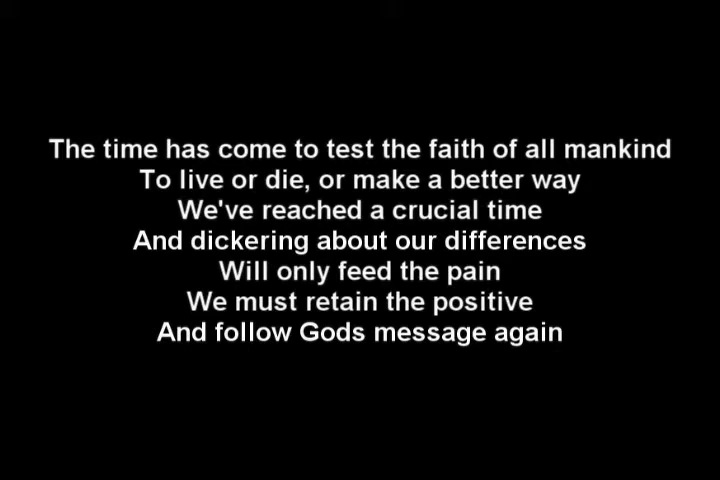 The time has come to test the faith of all mankind
To live or die, or make a better way
We've reached a crucial time
And dickering about our differences
Will only feed the pain
We must retain the positive
And follow Gods message again